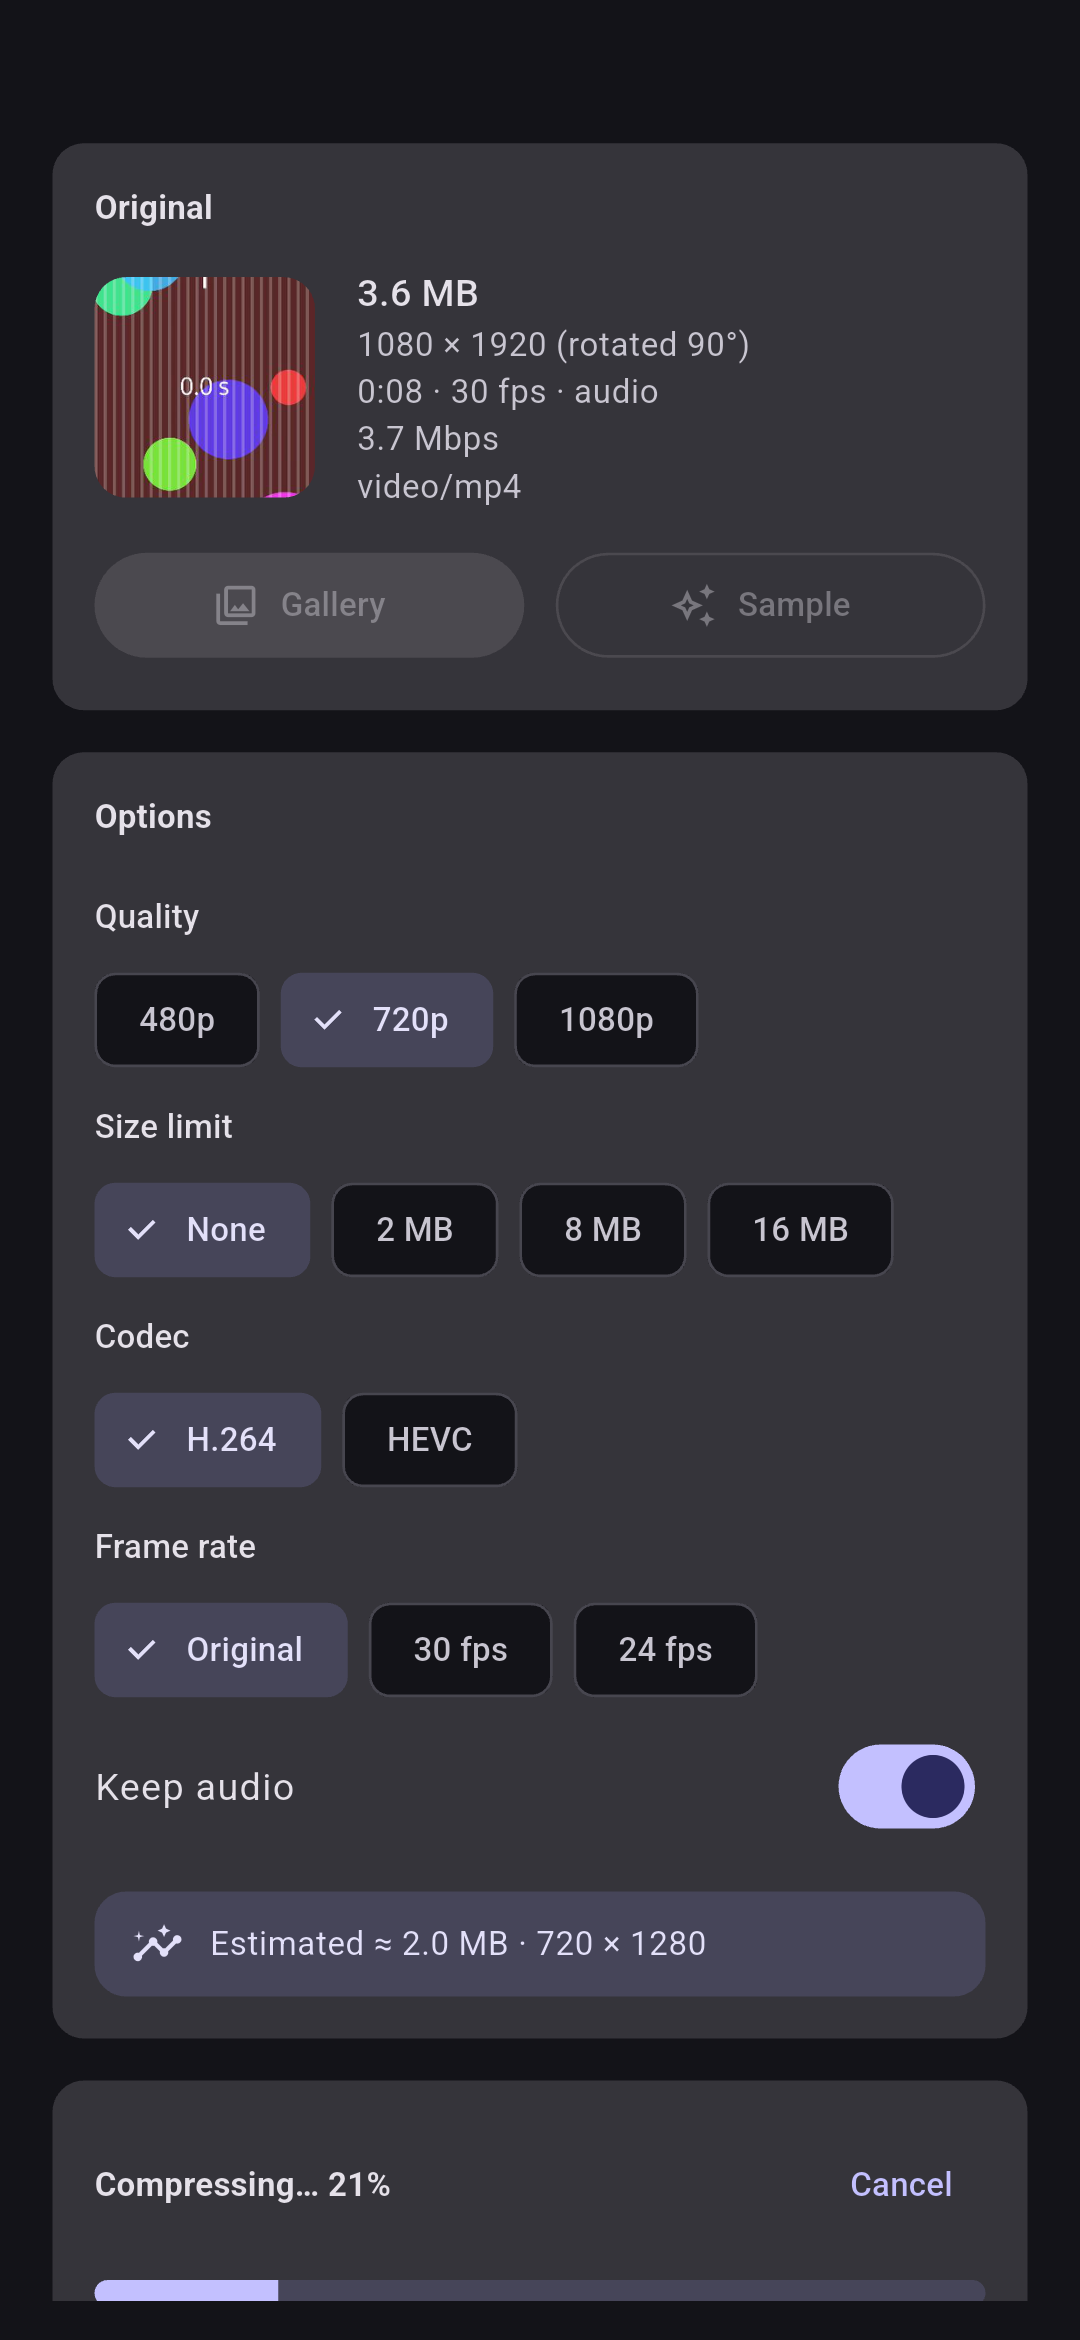 Original
0.0 s
3.6 MB
1080 × 1920 (rotated 90°)
0:08 · 30 fps · audio
3.7 Mbps
video/mp4
Gallery
Sample
Options
Quality
480p
720p
1080p
Size limit
None
2 MB
8 MB
16 MB
Codec
H.264
HEVC
Frame rate
Original
30 fps
24 fps
Keep audio
Estimated ≈ 2.0 MB · 720 × 1280
Compressing… 21%
Cancel